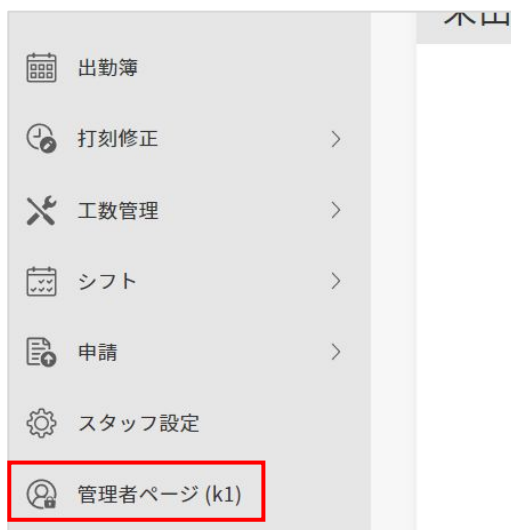 出勤簿
打刻修正
工数管理
シフト
申請
スタッフ設定
管理者ページ (k1)